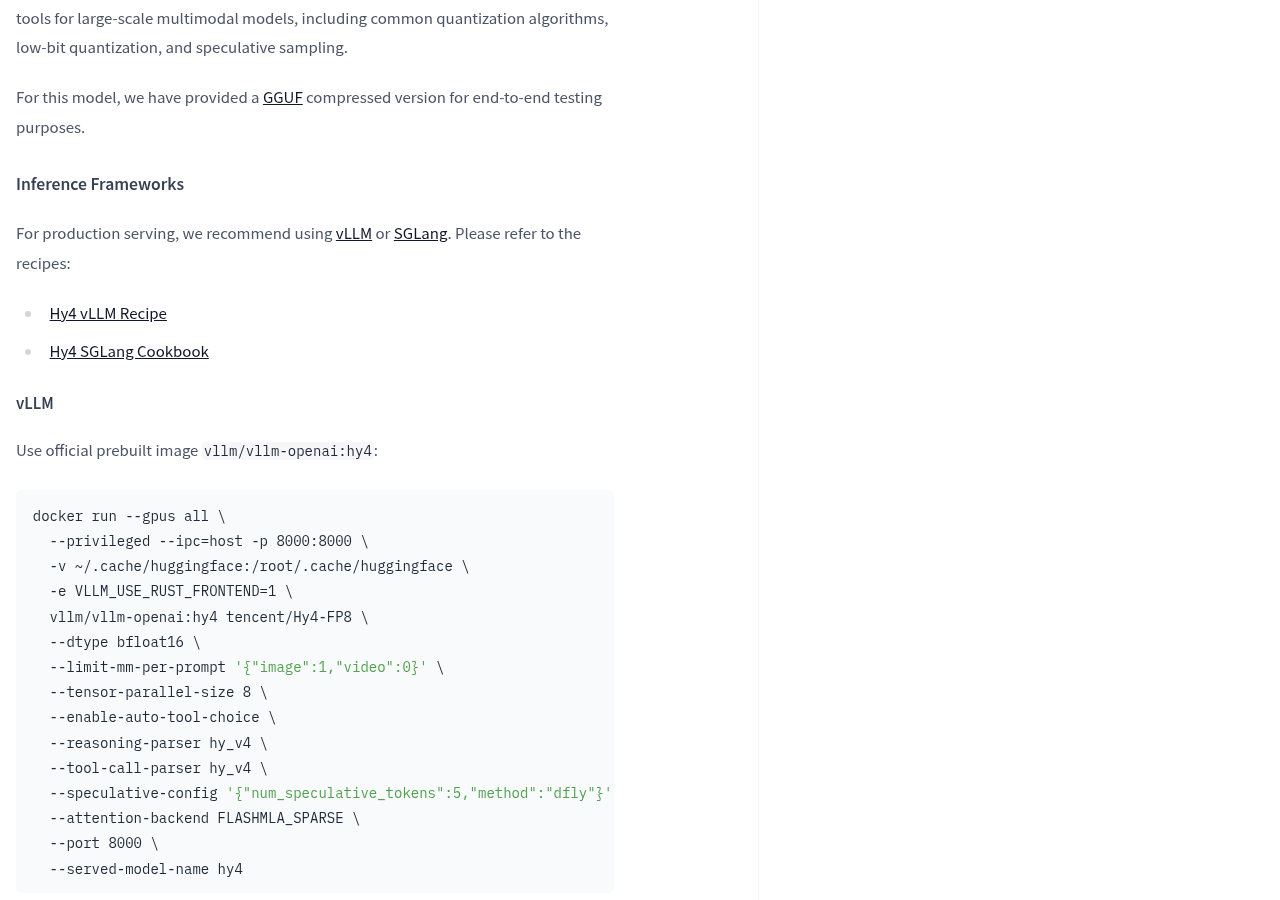 tools for large-scale multimodal models, including common quantization algorithms,
low-bit quantization, and speculative sampling.
For this model, we have provided a GGUF compressed version for end-to-end testing
purposes.
Inference Frameworks
For production serving, we recommend using vLLM or SGLang. Please refer to the
recipes:
Hy4 vLLM Recipe
Hy4 SGLang Cookbook
vLLM
Use official prebuilt image vllm/vllm-openai:hy4:
docker run --gpus all \
  --privileged --ipc=host -p 8000:8000 \
  -v ~/.cache/huggingface:/root/.cache/huggingface \
  -e VLLM_USE_RUST_FRONTEND=1 \
  vllm/vllm-openai:hy4 tencent/Hy4-FP8 \
  --dtype bfloat16 \
  --limit-mm-per-prompt '{"image":1,"video":0}' \
  --tensor-parallel-size 8 \
  --enable-auto-tool-choice \
  --reasoning-parser hy_v4 \
  --tool-call-parser hy_v4 \
  --speculative-config '{"num_speculative_tokens":5,"method":"dfly"}'
  --attention-backend FLASHMLA_SPARSE \
  --port 8000 \
  --served-model-name hy4